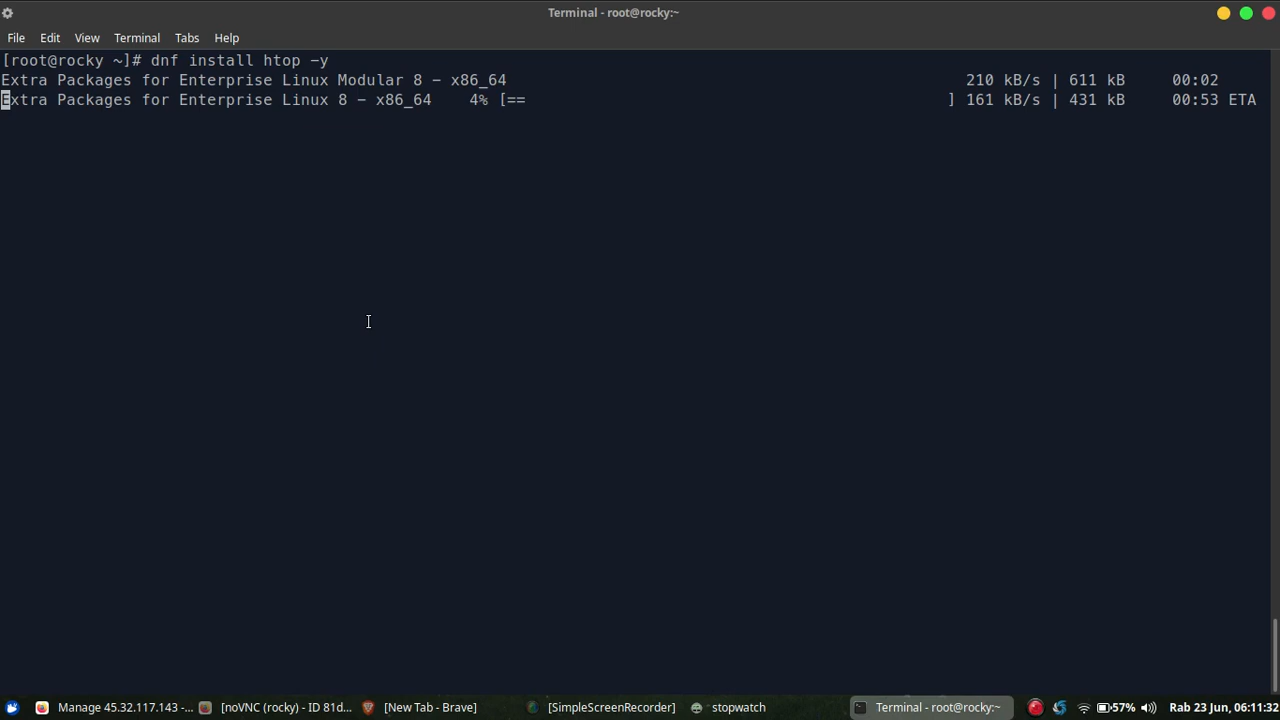 Terminal - root@rocky:~
File Edit View Terminal Tabs Help
[root@rocky ~]# dnf install htop -y
Extra Packages for Enterprise Linux Modular 8 - x86_64 210 kB/s | 611 kB 00:02
Extra Packages for Enterprise Linux 8 - x86_64 4% [== ] 161 kB/s | 431 kB 00:53 ETA
Manage 45.32.117.143 -... [noVNC (rocky) - ID 81d... [New Tab - Brave] [SimpleScreenRecorder] stopwatch Terminal - root@rocky:~ 57% Rab 23 Jun, 06:11:32